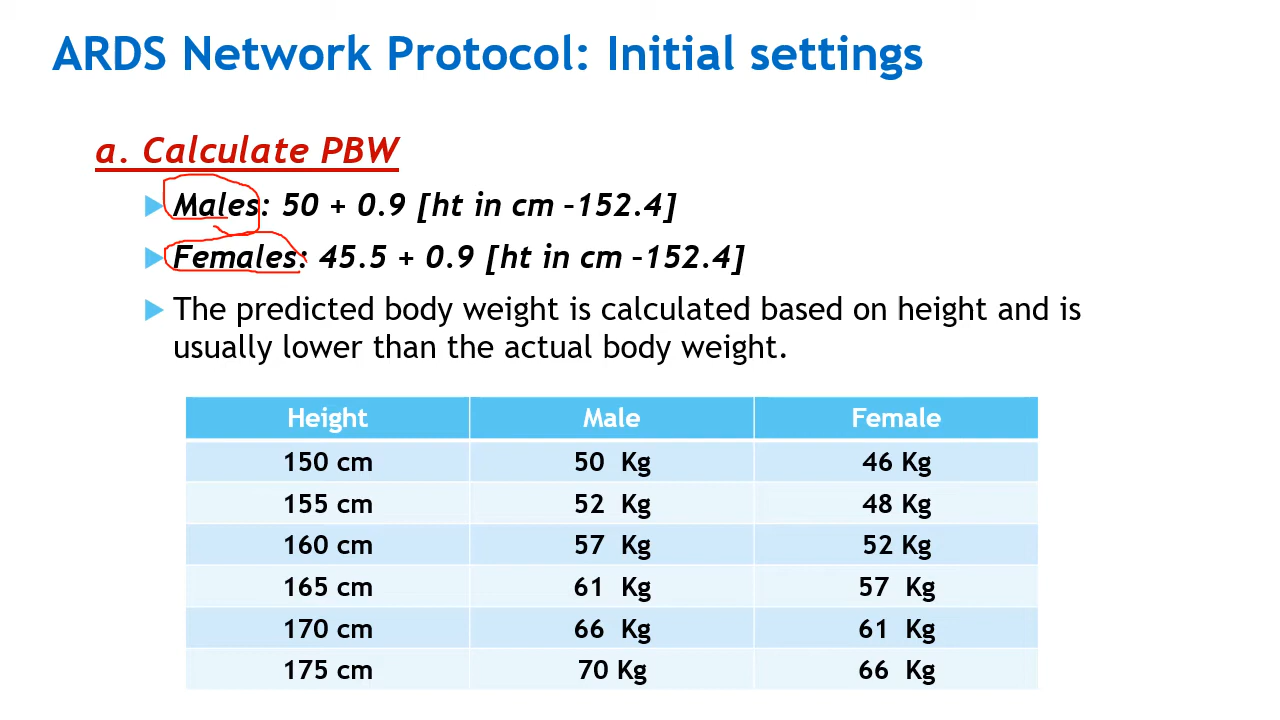 ARDS Network Protocol: Initial settings
a. Calculate PBW
Males: 50 + 0.9 [ht in cm –152.4]
Females: 45.5 + 0.9 [ht in cm –152.4]
The predicted body weight is calculated based on height and is
usually lower than the actual body weight.
Height Male Female
150 cm 50 Kg 46 Kg
155 cm 52 Kg 48 Kg
160 cm 57 Kg 52 Kg
165 cm 61 Kg 57 Kg
170 cm 66 Kg 61 Kg
175 cm 70 Kg 66 Kg